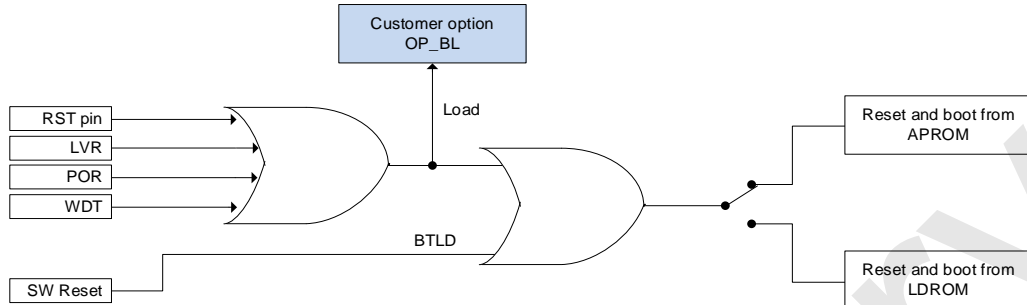 Customer option
OP_BL
Load
RST pin
LVR
POR
WDT
BTLD
SW Reset
Reset and boot from
APROM
Reset and boot from
LDROM